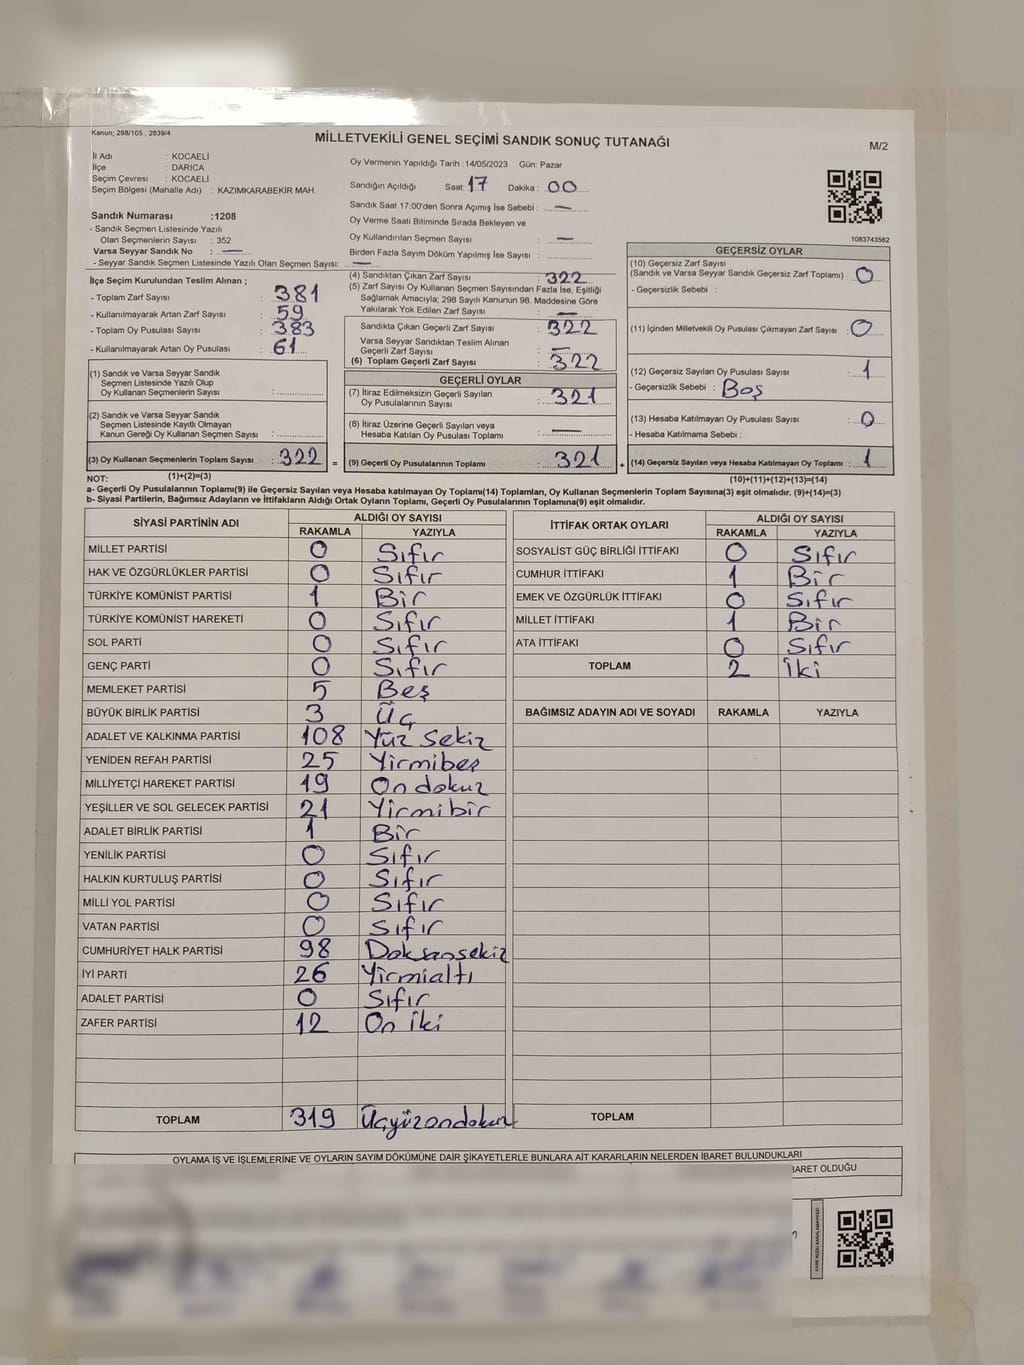 Kanun; 298/105 , 2839/4
MİLLETVEKİLİ GENEL SEÇİMİ SANDIK SONUÇ TUTANAĞI
M/2
İl Adı : KOCAELİ
İlçe : DARICA
Seçim Çevresi : KOCAELİ
Seçim Bölgesi (Mahalle Adı) : KAZIMKARABEKİR MAH.
Sandık Numarası :1208
- Sandık Seçmen Listesinde Yazılı
Olan Seçmenlerin Sayısı : 352
Varsa Seyyar Sandık No : —
- Seyyar Sandık Seçmen Listesinde Yazılı Olan Seçmen Sayısı: —
Oy Vermenin Yapıldığı Tarih :14/05/2023 Gün: Pazar
Sandığın Açıldığı Saat: 17 Dakika : 00
Sandık Saat 17:00'den Sonra Açımış İse Sebebi : —
Oy Verme Saati Bitiminde Sırada Bekleyen ve
Oy Kullandırılan Seçmen Sayısı : —
Birden Fazla Sayım Döküm Yapılmış İse Sayısı :
1083743562
İlçe Seçim Kurulundan Teslim Alınan ;
- Toplam Zarf Sayısı : 381
- Kullanılmayarak Artan Zarf Sayısı : 59
- Toplam Oy Pusulası Sayısı : 383
- Kullanılmayarak Artan Oy Pusulası : 61
(1) Sandık ve Varsa Seyyar Sandık
Seçmen Listesinde Yazılı Olup
Oy Kullanan Seçmenlerin Sayısı :
(2) Sandık ve Varsa Seyyar Sandık
Seçmen Listesinde Kayıtlı Olmayan
Kanun Gereği Oy Kullanan Seçmen Sayısı :
(3) Oy Kullanan Seçmenlerin Toplam Sayısı : 322 =
(1)+(2)=(3)
(4) Sandıktan Çıkan Zarf Sayısı : 322
(5) Zarf Sayısı Oy Kullanan Seçmen Sayısından Fazla İse, Eşitliği
Sağlamak Amacıyla, 298 Sayılı Kanunun 98. Maddesine Göre
Yakılarak Yok Edilen Zarf Sayısı : —
Sandıkta Çıkan Geçerli Zarf Sayısı : 322
Varsa Seyyar Sandıktan Teslim Alınan
Geçerli Zarf Sayısı : —
(6) Toplam Geçerli Zarf Sayısı : 322
GEÇERLİ OYLAR
(7) İtiraz Edilmeksizin Geçerli Sayılan
Oy Pusulalarının Sayısı : 321
(8) İtiraz Üzerine Geçerli Sayılan veya
Hesaba Katılan Oy Pusulası Toplamı : —
(9) Geçerli Oy Pusulalarının Toplamı : 321 +
GEÇERSİZ OYLAR
(10) Geçersiz Zarf Sayısı
(Sandık ve Varsa Seyyar Sandık Geçersiz Zarf Toplamı) : 0
- Geçersizlik Sebebi :
(11) İçinden Milletvekili Oy Pusulası Çıkmayan Zarf Sayısı : 0
(12) Geçersiz Sayılan Oy Pusulası Sayısı : 1
- Geçersizlik Sebebi : Boş
(13) Hesaba Katılmayan Oy Pusulası Sayısı : 0
- Hesaba Katılmama Sebebi :
(14) Geçersiz Sayılan veya Hesaba Katılmayan Oy Toplamı : 1
(10)+(11)+(12)+(13)=(14)
NOT:
a- Geçerli Oy Pusulalarının Toplamı(9) ile Geçersiz Sayılan veya Hesaba katılmayan Oy Toplam(14) Toplamları, Oy Kullanan Seçmenlerin Toplam Sayısına(3) eşit olmalıdır. (9)+(14)=(3)
b- Siyasi Partilerin, Bağımsız Adayların ve İttifakların Aldığı Ortak Oyların Toplamı, Geçerli Oy Pusulalarının Toplamına(9) eşit olmalıdır.
SİYASİ PARTİNİN ADI ALDIĞI OY SAYISI
RAKAMLA YAZIYLA
MİLLET PARTİSİ 0 Sıfır
HAK VE ÖZGÜRLÜKLER PARTİSİ 0 Sıfır
TÜRKİYE KOMÜNİST PARTİSİ 1 Bir
TÜRKİYE KOMÜNİST HAREKETİ 0 Sıfır
SOL PARTİ 0 Sıfır
GENÇ PARTİ 0 Sıfır
MEMLEKET PARTİSİ 5 Beş
BÜYÜK BİRLİK PARTİSİ 3 Üç
ADALET VE KALKINMA PARTİSİ 108 Yüz Sekiz
YENİDEN REFAH PARTİSİ 25 Yirmibeş
MİLLİYETÇİ HAREKET PARTİSİ 19 On dokuz
YEŞİLLER VE SOL GELECEK PARTİSİ 21 Yirmi bir
ADALET BİRLİK PARTİSİ 1 Bir
YENİLİK PARTİSİ 0 Sıfır
HALKIN KURTULUŞ PARTİSİ 0 Sıfır
MİLLİ YOL PARTİSİ 0 Sıfır
VATAN PARTİSİ 0 Sıfır
CUMHURİYET HALK PARTİSİ 98 Doksansekiz
İYİ PARTİ 26 Yirmialtı
ADALET PARTİSİ 0 Sıfır
ZAFER PARTİSİ 12 On İki
TOPLAM 319 Üçyüzondokuz
İTTİFAK ORTAK OYLARI ALDIĞI OY SAYISI
RAKAMLA YAZIYLA
SOSYALİST GÜÇ BİRLİĞİ İTTİFAKI 0 Sıfır
CUMHUR İTTİFAKI 1 Bir
EMEK VE ÖZGÜRLÜK İTTİFAKI 0 Sıfır
MİLLET İTTİFAKI 1 Bir
ATA İTTİFAKI 0 Sıfır
TOPLAM 2 İki
BAĞIMSIZ ADAYIN ADI VE SOYADI RAKAMLA YAZIYLA
TOPLAM
OYLAMA İŞ VE İŞLEMLERİNE VE OYLARIN SAYIM DÖKÜMÜNE DAİR ŞİKAYETLERLE BUNLARA AİT KARARLARIN NELERDEN İBARET BULUNDUKLARI
BARET OLDUĞU